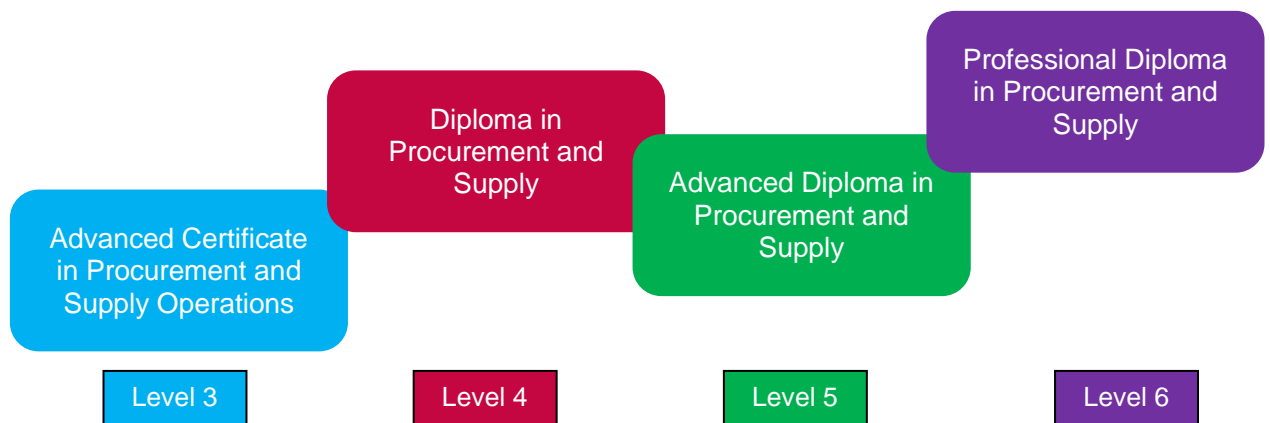 Advanced Certificate
in Procurement and
Supply Operations
Diploma in
Procurement and
Supply
Advanced Diploma in
Procurement and
Supply
Professional Diploma
in Procurement and
Supply
Level 3
Level 4
Level 5
Level 6